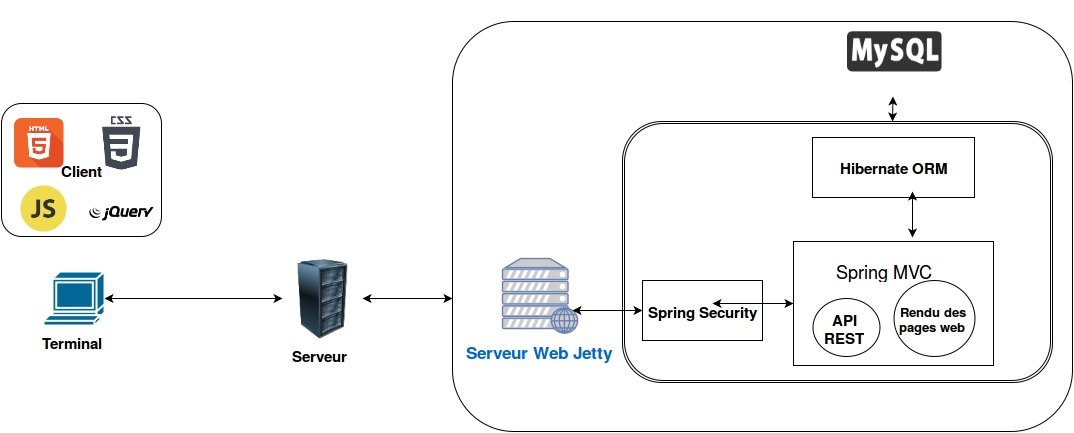 MySQL
HTML
5
CSS
3
Client
JS
jQuery
Terminal
Serveur
Serveur Web Jetty
Hibernate ORM
Spring MVC
Spring Security
API
REST
Rendu des
pages web